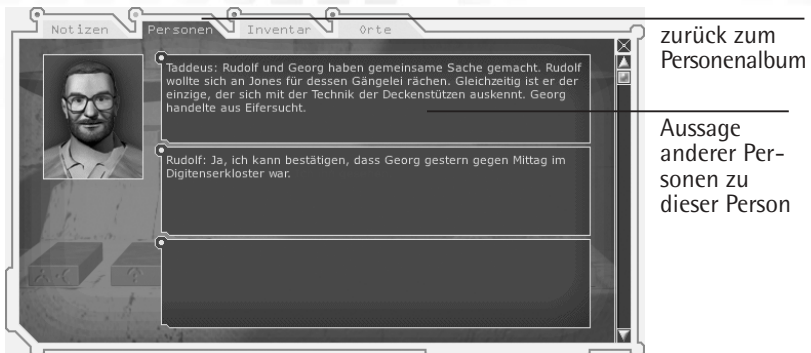 Notizen Personen Inventar Orte
zurück zum
Personenalbum
Taddeus: Rudolf und Georg haben gemeinsame Sache gemacht. Rudolf
wollte sich an Jones für dessen Gängelei rächen. Gleichzeitig ist er der
einzige, der sich mit der Technik der Deckenstützen auskennt. Georg
handelte aus Eifersucht.
Aussage
anderer Per-
sonen zu
dieser Person
Rudolf: Ja, ich kann bestätigen, dass Georg gestern gegen Mittag im
Digitenserkloster war.